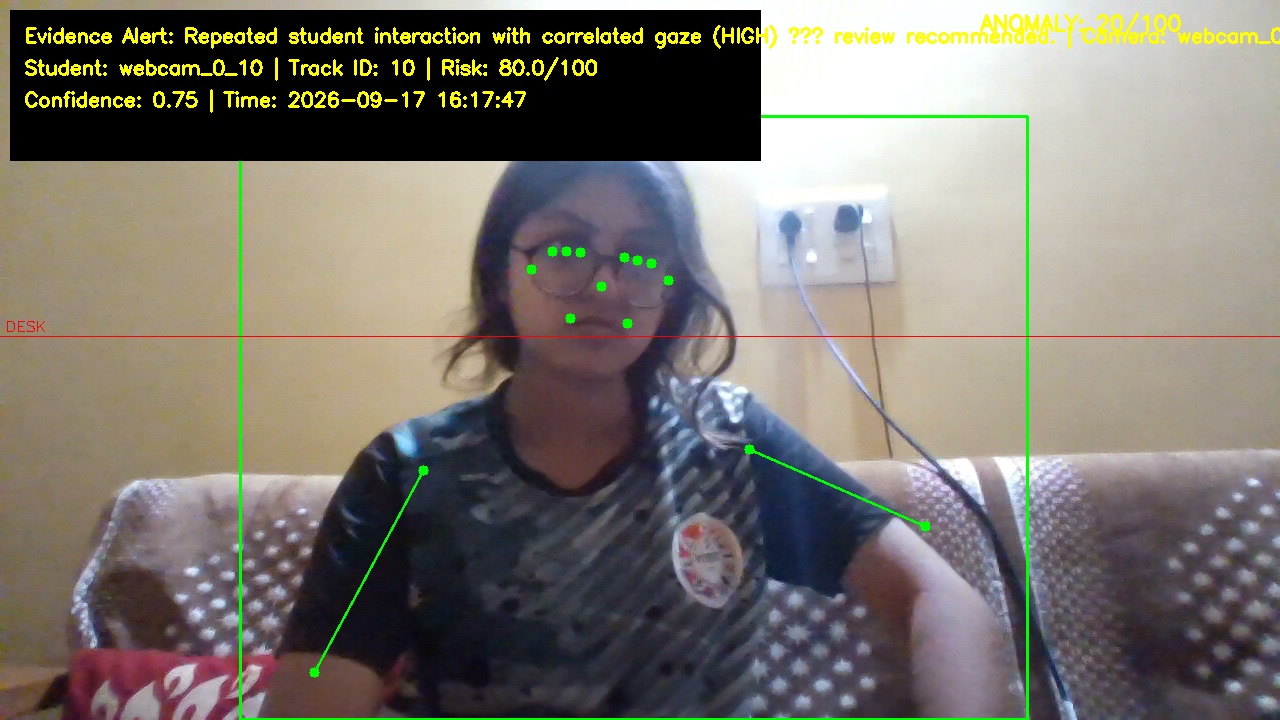 ANOMALY: 20/100
Evidence Alert: Repeated student interaction with correlated gaze (HIGH) ??? review recommended. | Camera: webcam_0
Student: webcam_0_10 | Track ID: 10 | Risk: 80.0/100
Confidence: 0.75 | Time: 2026-09-17 16:17:47
DESK